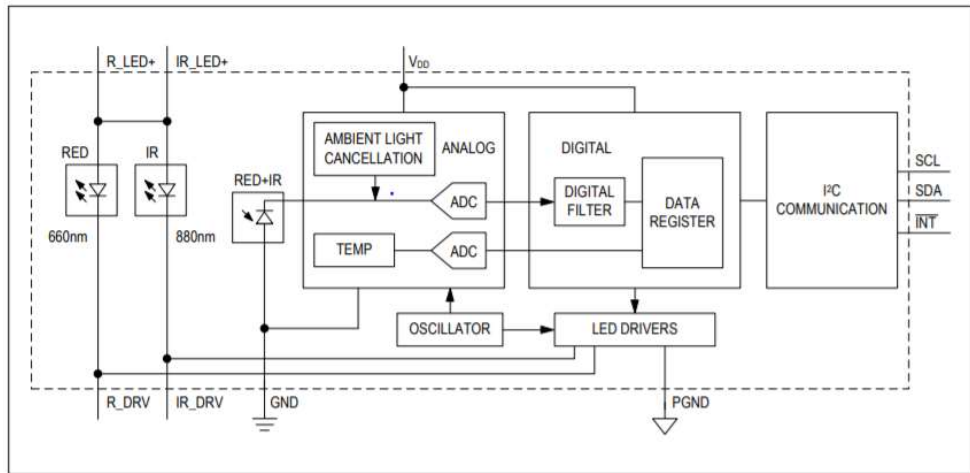 R_LED+ IR_LED+ VDD
AMBIENT LIGHT
CANCELLATION
ANALOG
DIGITAL
RED IR
RED+IR
660nm 880nm
ADC
DIGITAL
FILTER
DATA
REGISTER
TEMP
ADC
I²C
COMMUNICATION
SCL
SDA
INT
OSCILLATOR
LED DRIVERS
R_DRV IR_DRV GND PGND